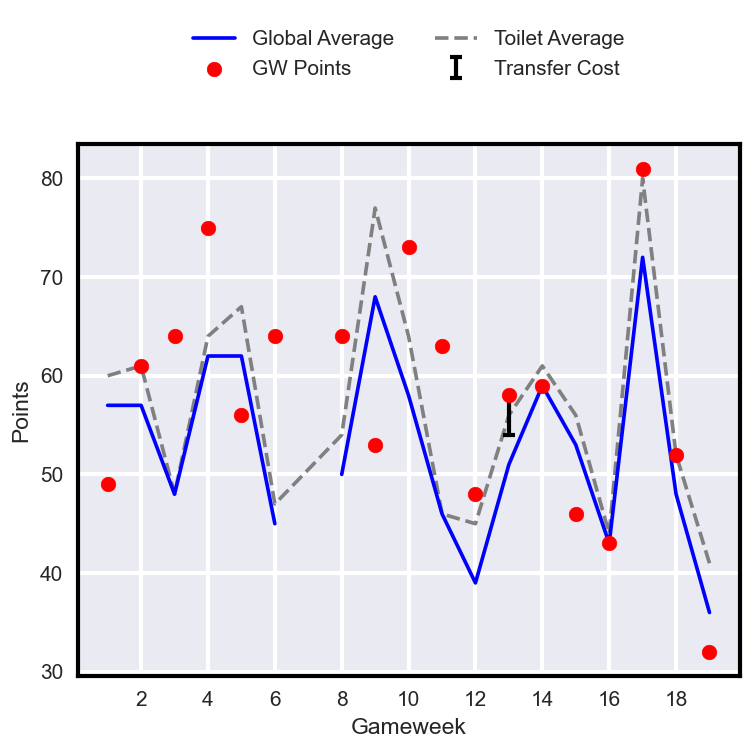 Global Average
Toilet Average
GW Points
Transfer Cost
80
70
60
50
40
30
Points
2 4 6 8 10 12 14 16 18
Gameweek